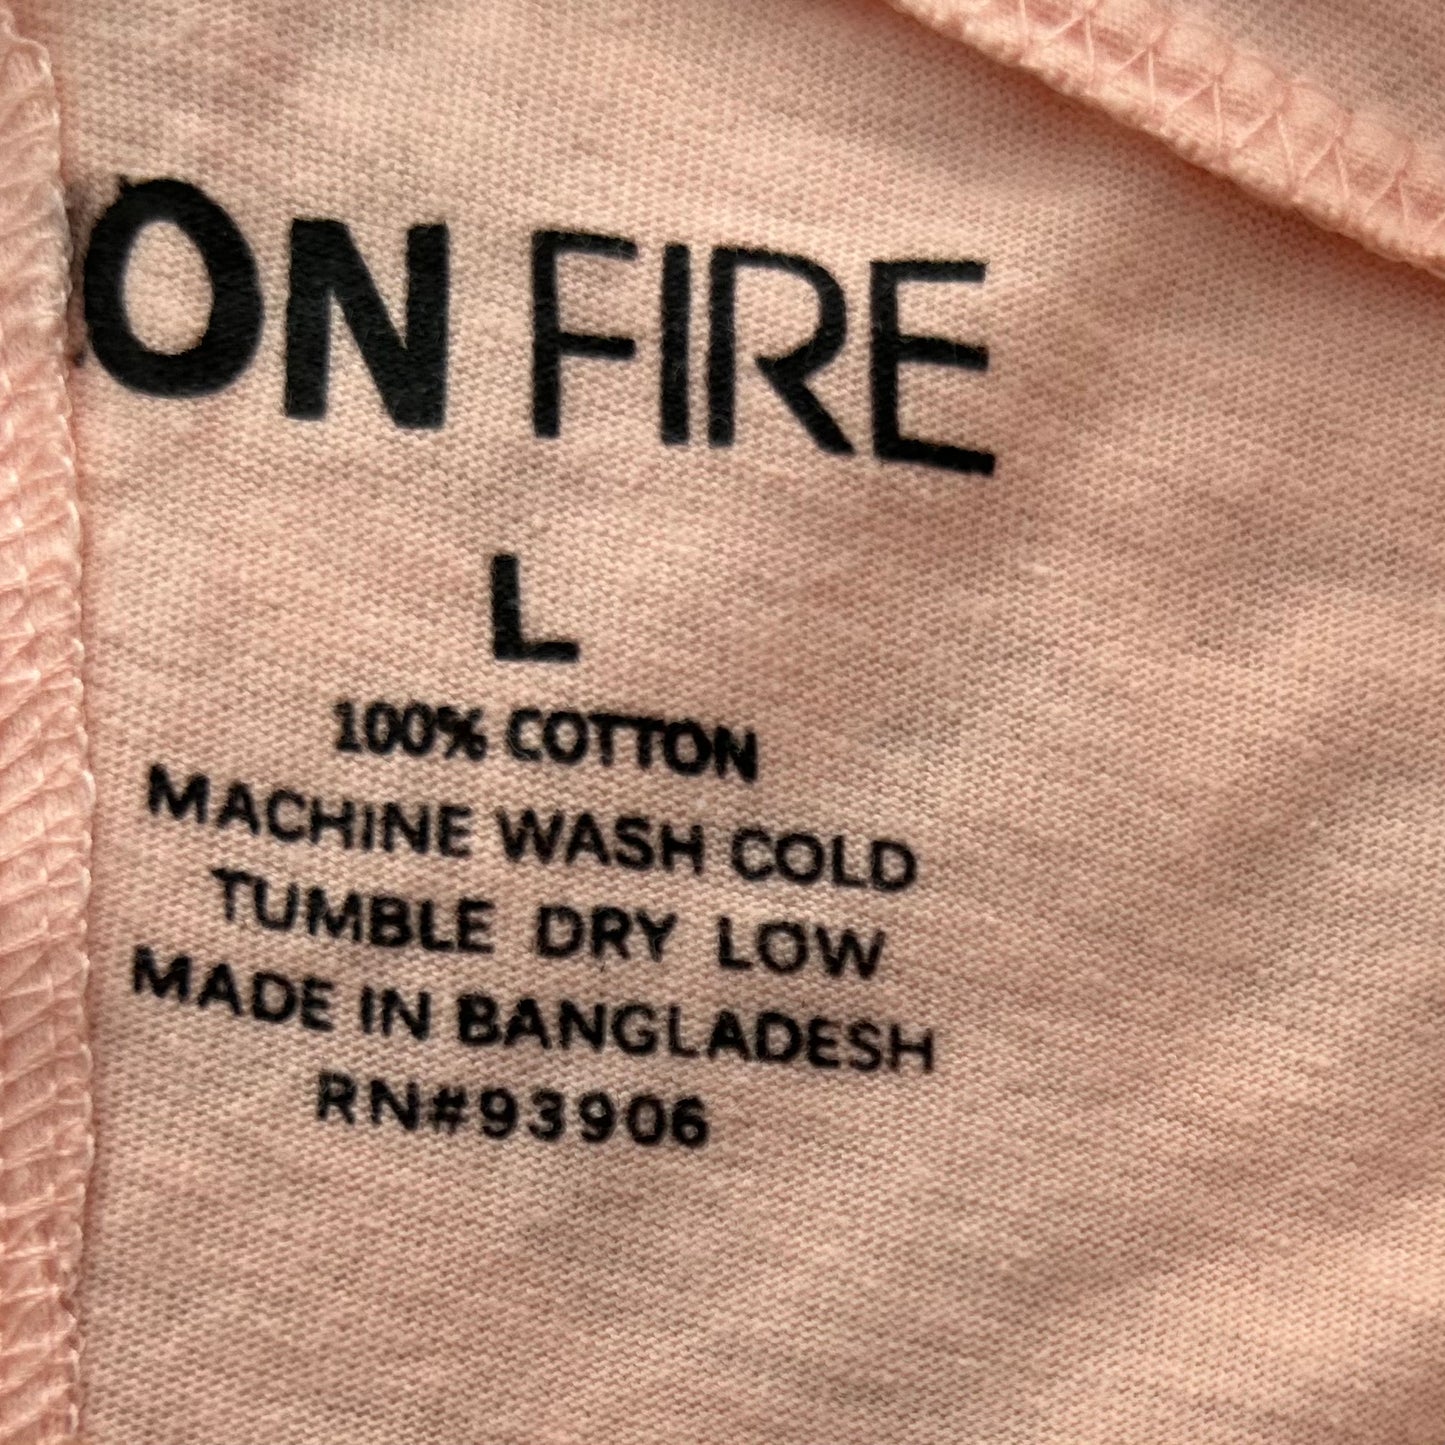 ON FIRE
L
100% COTTON
MACHINE WASH COLD
TUMBLE DRY LOW
MADE IN BANGLADESH
RN#93906